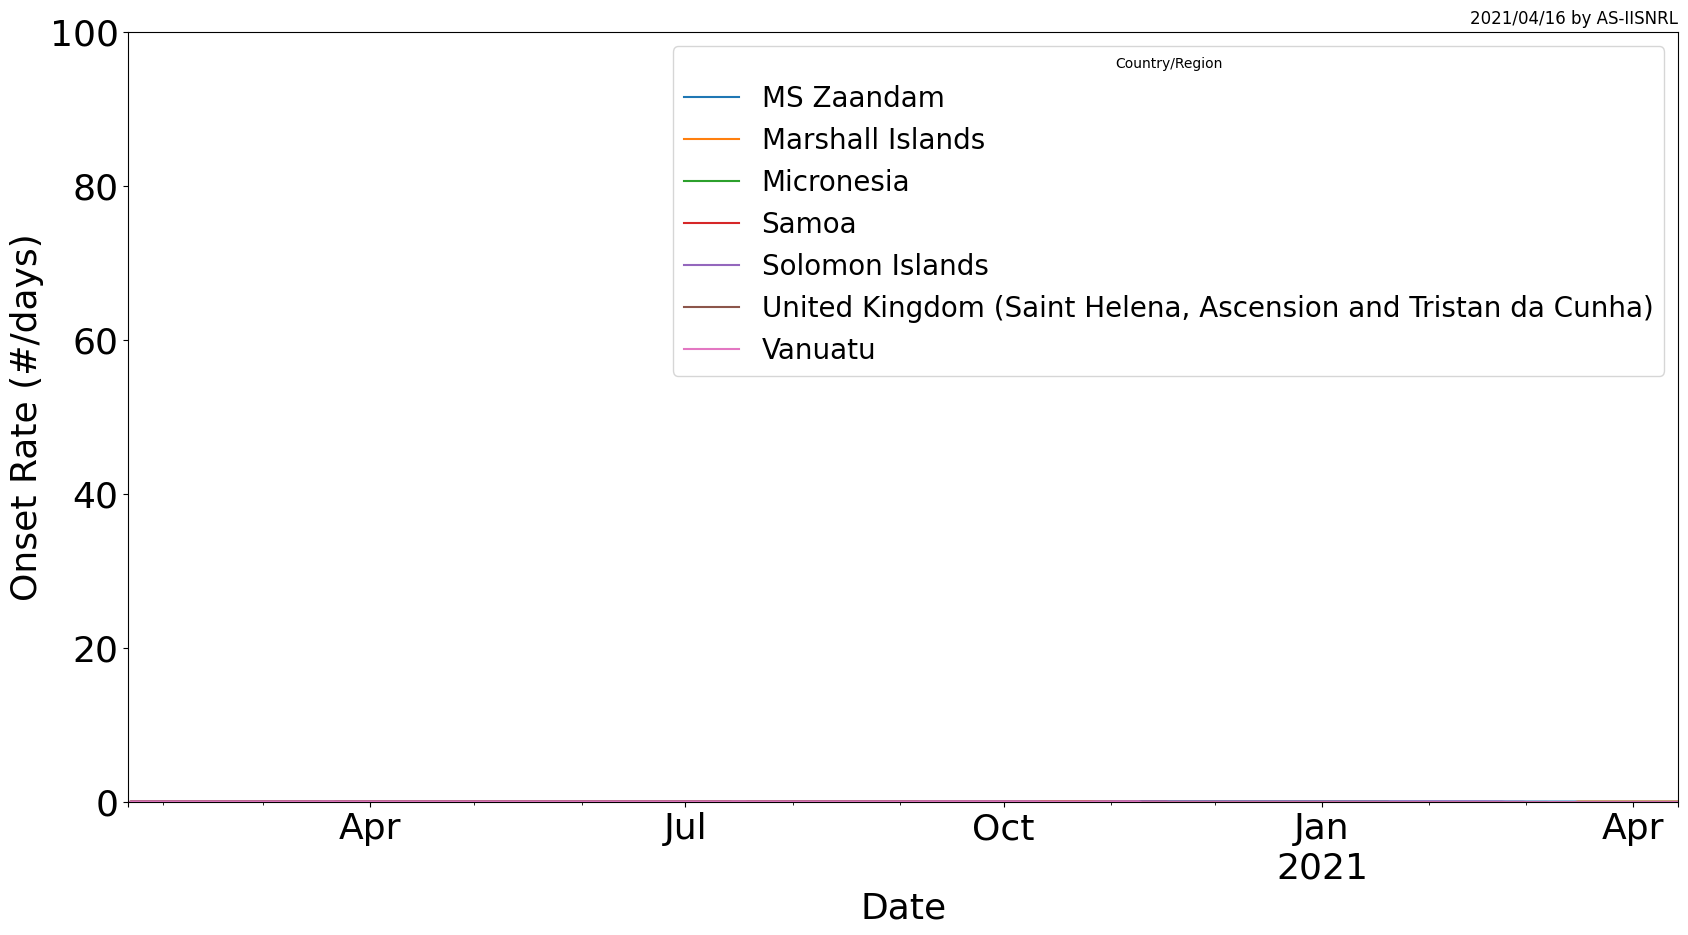 2021/04/16 by AS-IISNRL
100
80
60
40
20
0
Onset Rate (#/days)
Country/Region
MS Zaandam
Marshall Islands
Micronesia
Samoa
Solomon Islands
United Kingdom (Saint Helena, Ascension and Tristan da Cunha)
Vanuatu
Apr Jul Oct Jan Apr
2021
Date